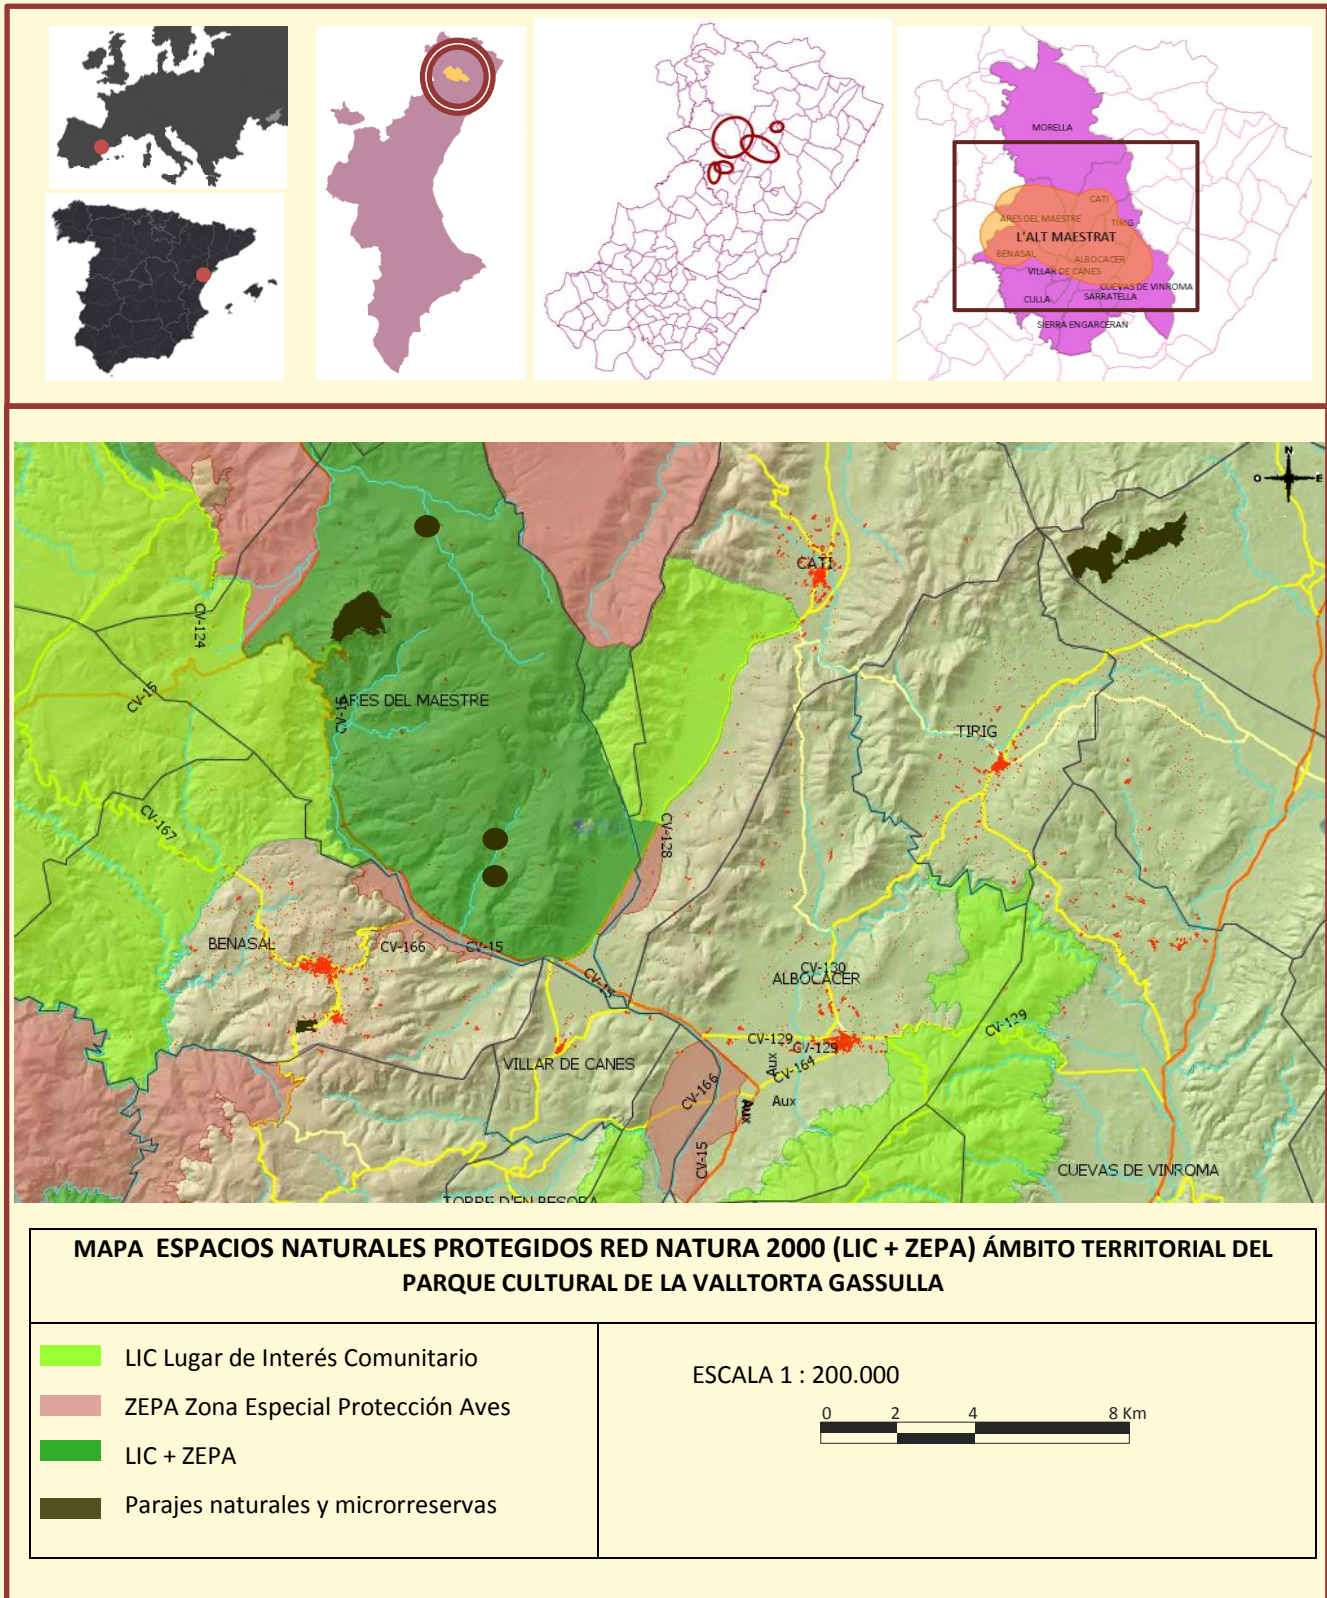 MORELLA
CATI
ARES DEL MAESTRE
TIRIG
L'ALT MAESTRAT
BENASAL
ALBOCACER
VILLAR DE CANES
CUEVAS DE VINROMA
CULLA
SARRATELLA
SIERRA ENGARCERAN
N
O
E
CATI
CV-124
CV-15
CV-15
ARES DEL MAESTRE
TIRIG
CV-167
CV-128
BENASAL
CV-166
CV-15
CV-15
CV-130
ALBOCACER
CV-129
CV-129
CV-129
VILLAR DE CANES
Aux
CV-164
CV-166
Aux
Aux
CV-15
CUEVAS DE VINROMA
TORRE D'EN BESORA
MAPA ESPACIOS NATURALES PROTEGIDOS RED NATURA 2000 (LIC + ZEPA) ÁMBITO TERRITORIAL DEL
PARQUE CULTURAL DE LA VALLTORTA GASSULLA
LIC Lugar de Interés Comunitario
ZEPA Zona Especial Protección Aves
LIC + ZEPA
Parajes naturales y microrreservas
ESCALA 1 : 200.000
0 2 4 8 Km